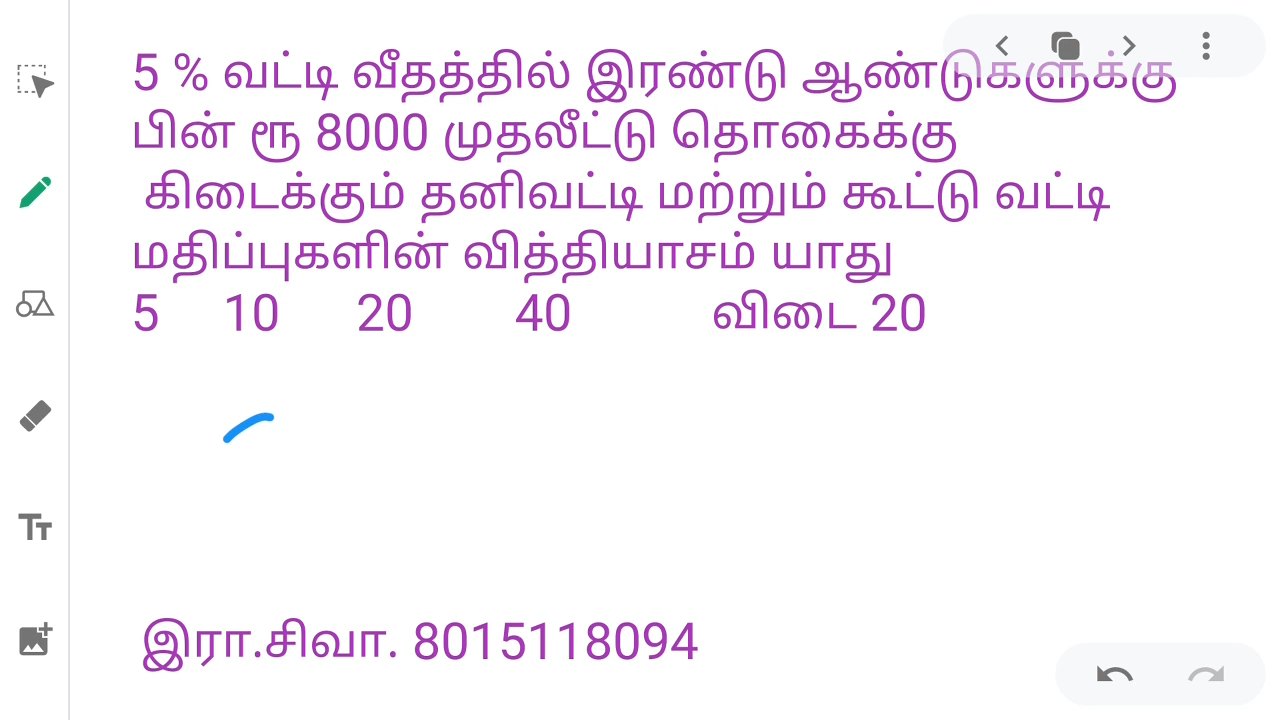 5 % வட்டி வீதத்தில் இரண்டு ஆண்டுகளுக்கு
பின் ரூ 8000 முதலீட்டு தொகைக்கு
கிடைக்கும் தனிவட்டி மற்றும் கூட்டு வட்டி
மதிப்புகளின் வித்தியாசம் யாது
5 10 20 40 விடை 20
இரா.சிவா. 8015118094